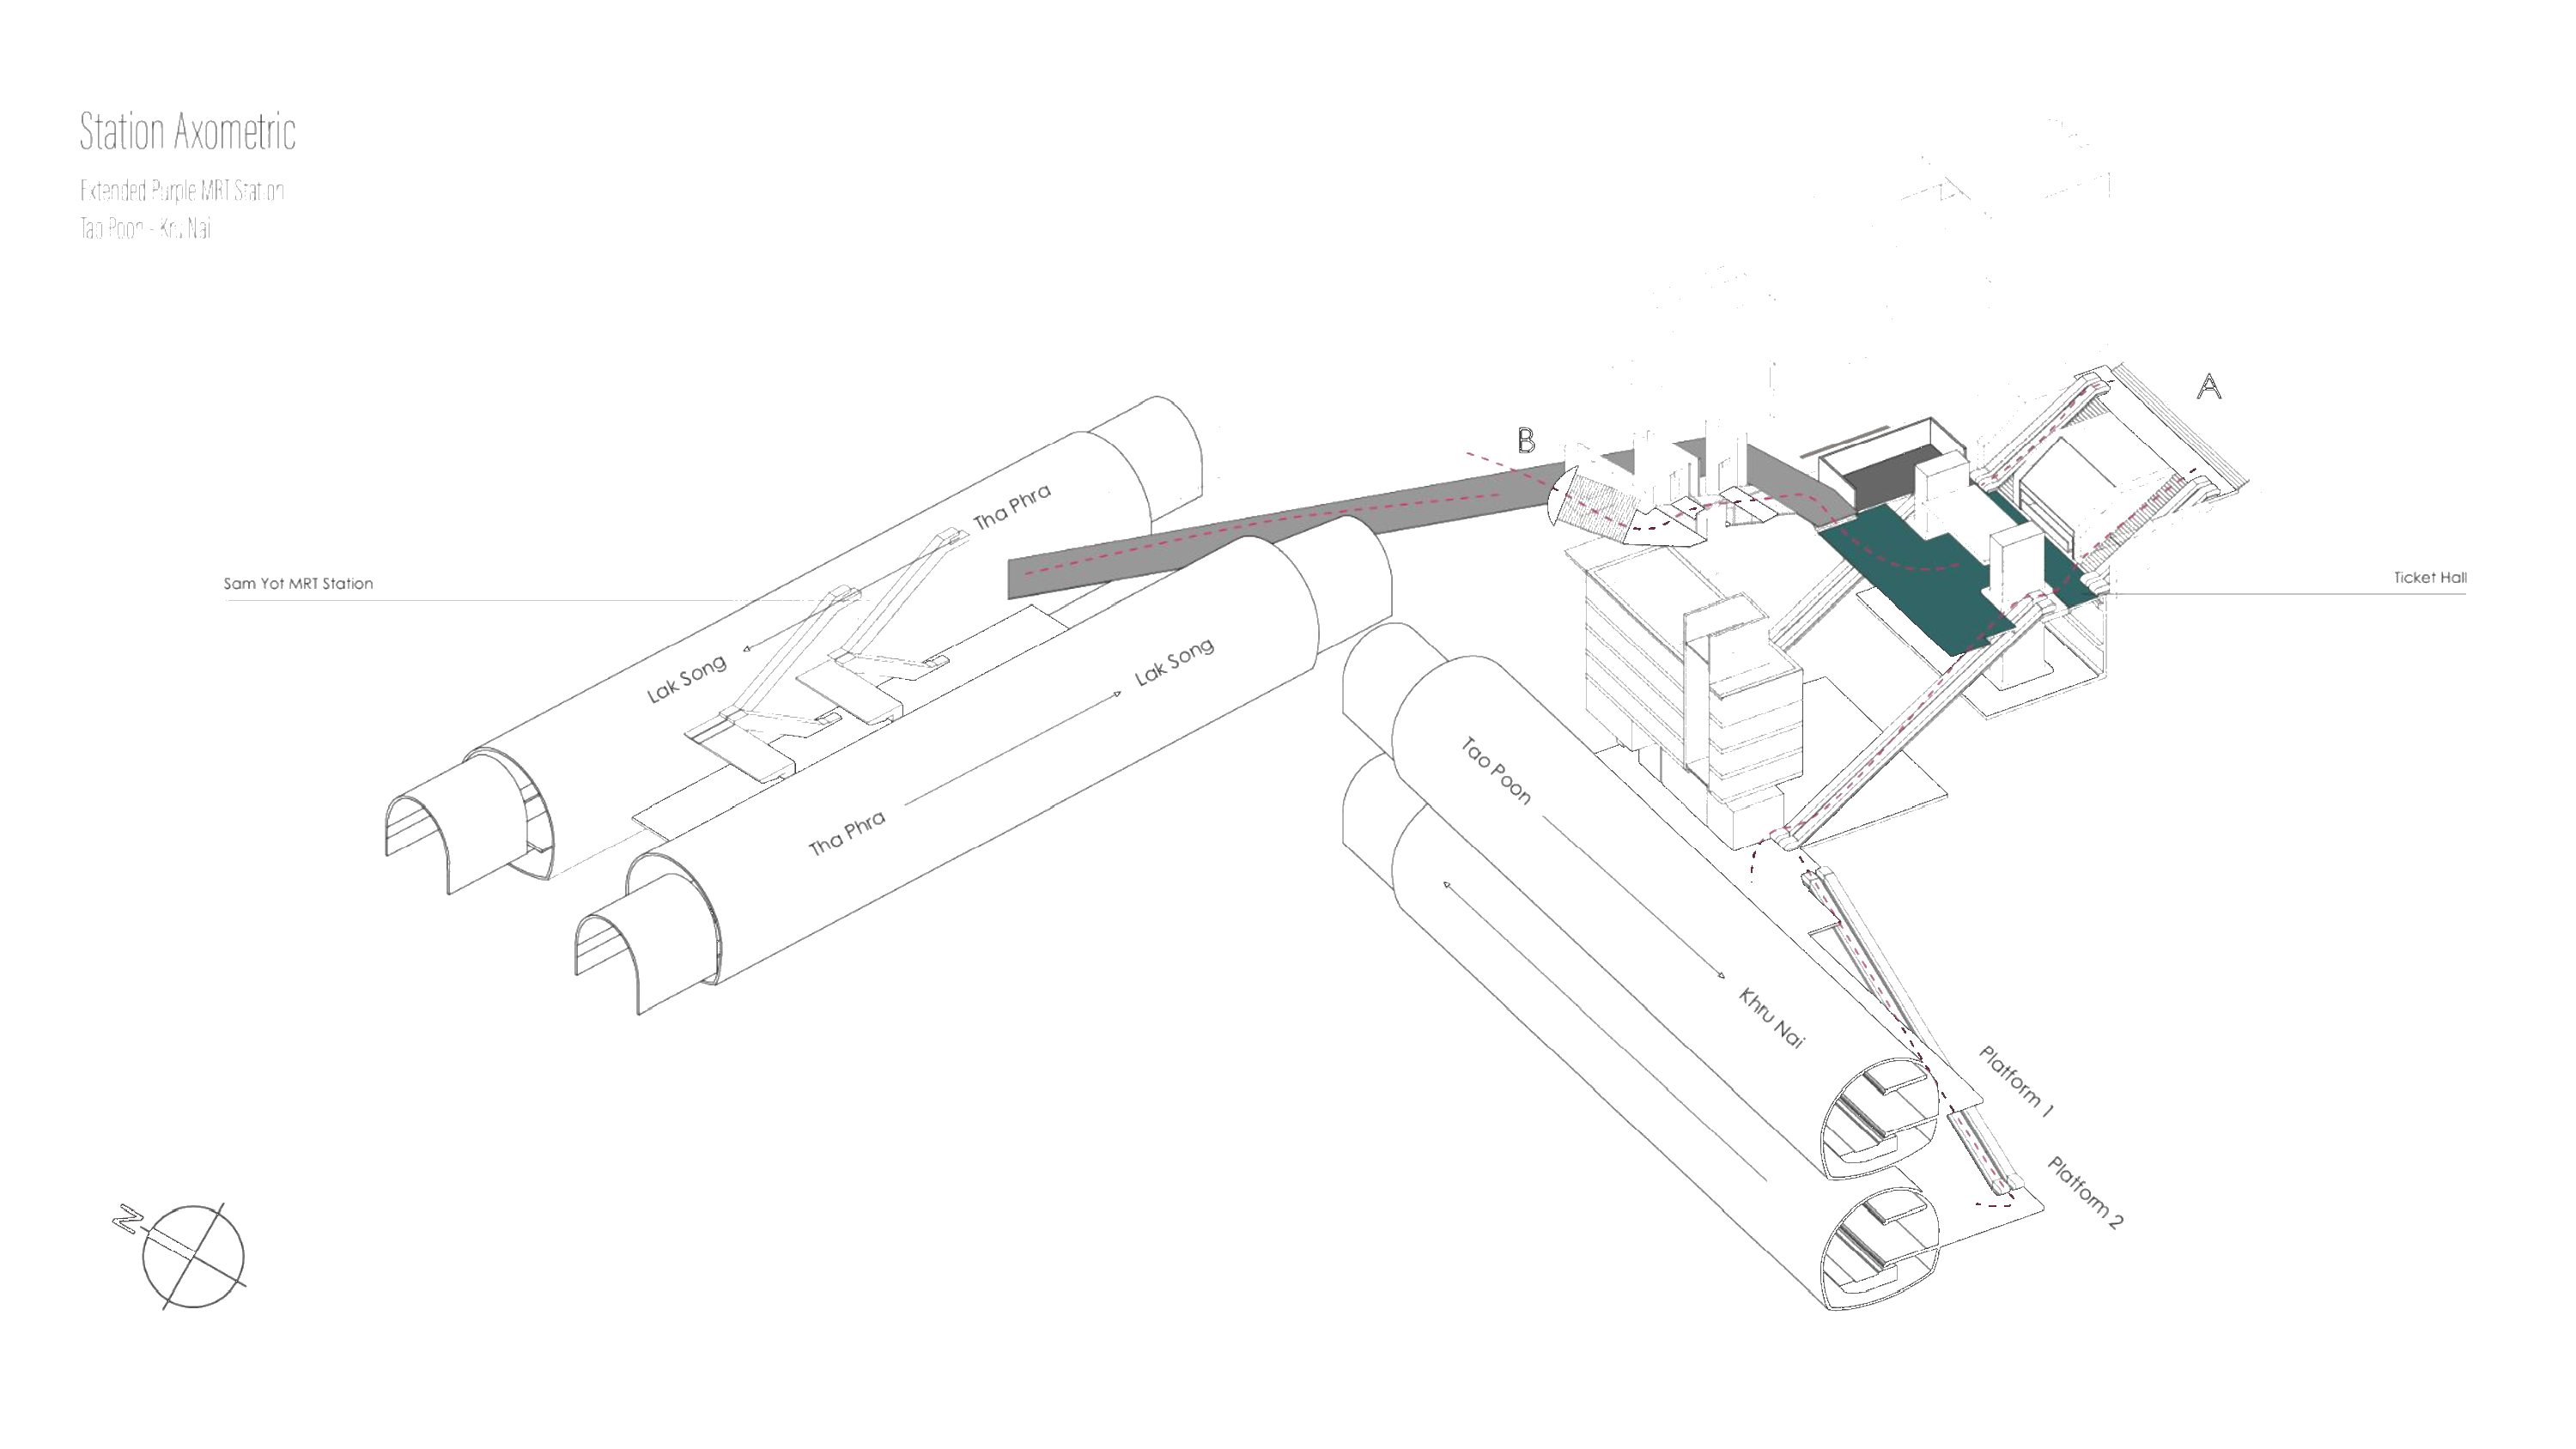 Station Axometric
Extended Purple MRT Station
Tao Poon - Kru Nai
A
B
Tha Phra
Sam Yot MRT Station
Ticket Hall
Lak Song
Lak Song
Tha Phra
Tao Poon
Khru Nai
Platform 1
Platform 2
N